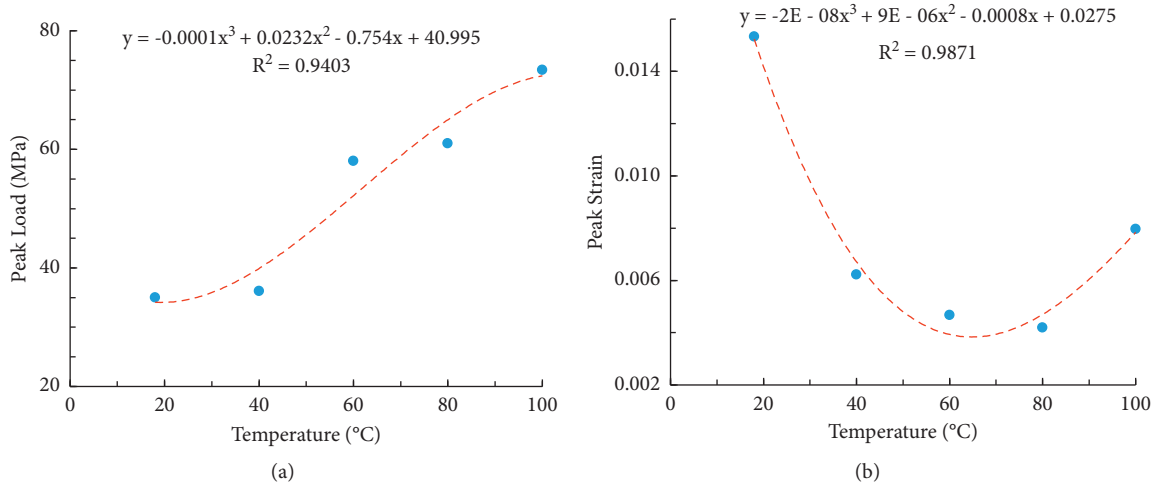 y = -0.0001x³ + 0.0232x² - 0.754x + 40.995
R² = 0.9403
80
60
40
20
0
20
40
60
80
100
Peak Load (MPa)
Temperature (°C)
(a)
y = -2E - 08x³ + 9E - 06x² - 0.0008x + 0.0275
R² = 0.9871
0.014
0.010
0.006
0.002
0
20
40
60
80
100
Peak Strain
Temperature (°C)
(b)